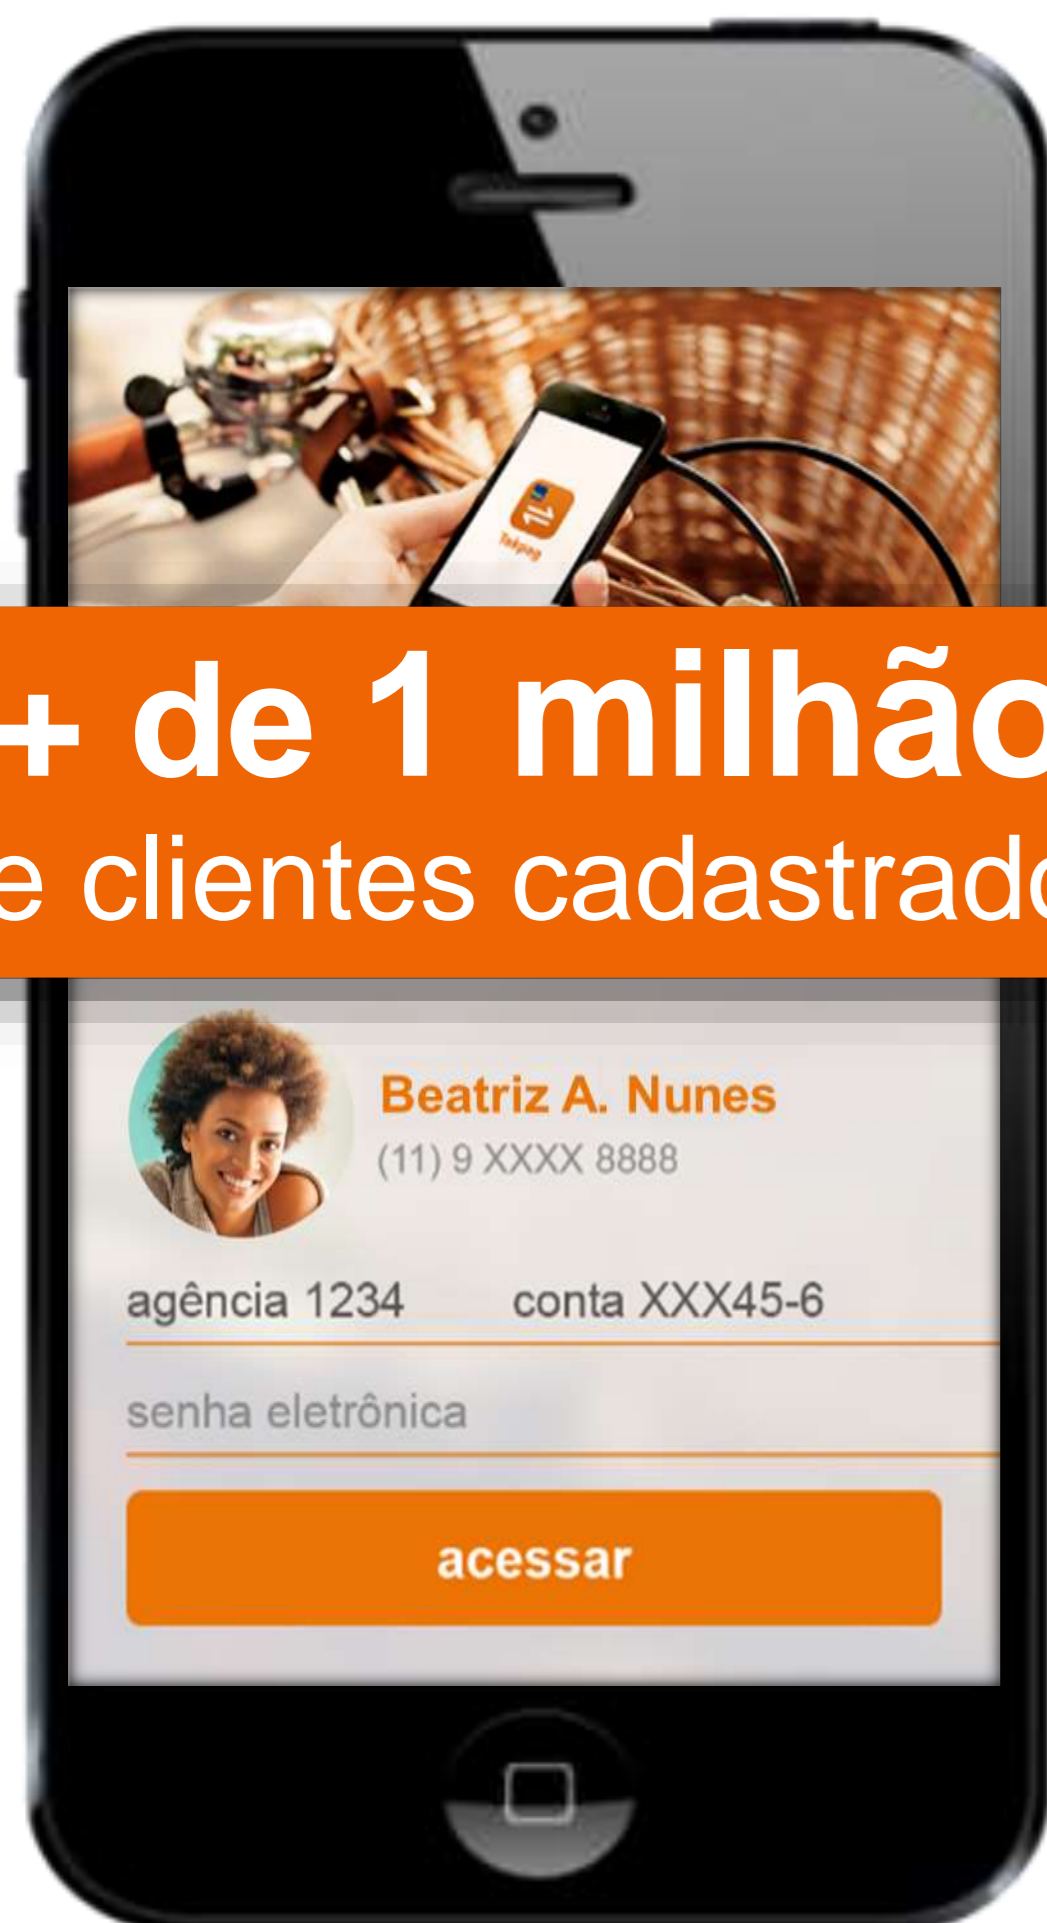 Tokpag
+ de 1 milhão
e clientes cadastrado
Beatriz A. Nunes
(11) 9 XXXX 8888
agência 1234 conta XXX45-6
senha eletrônica
acessar